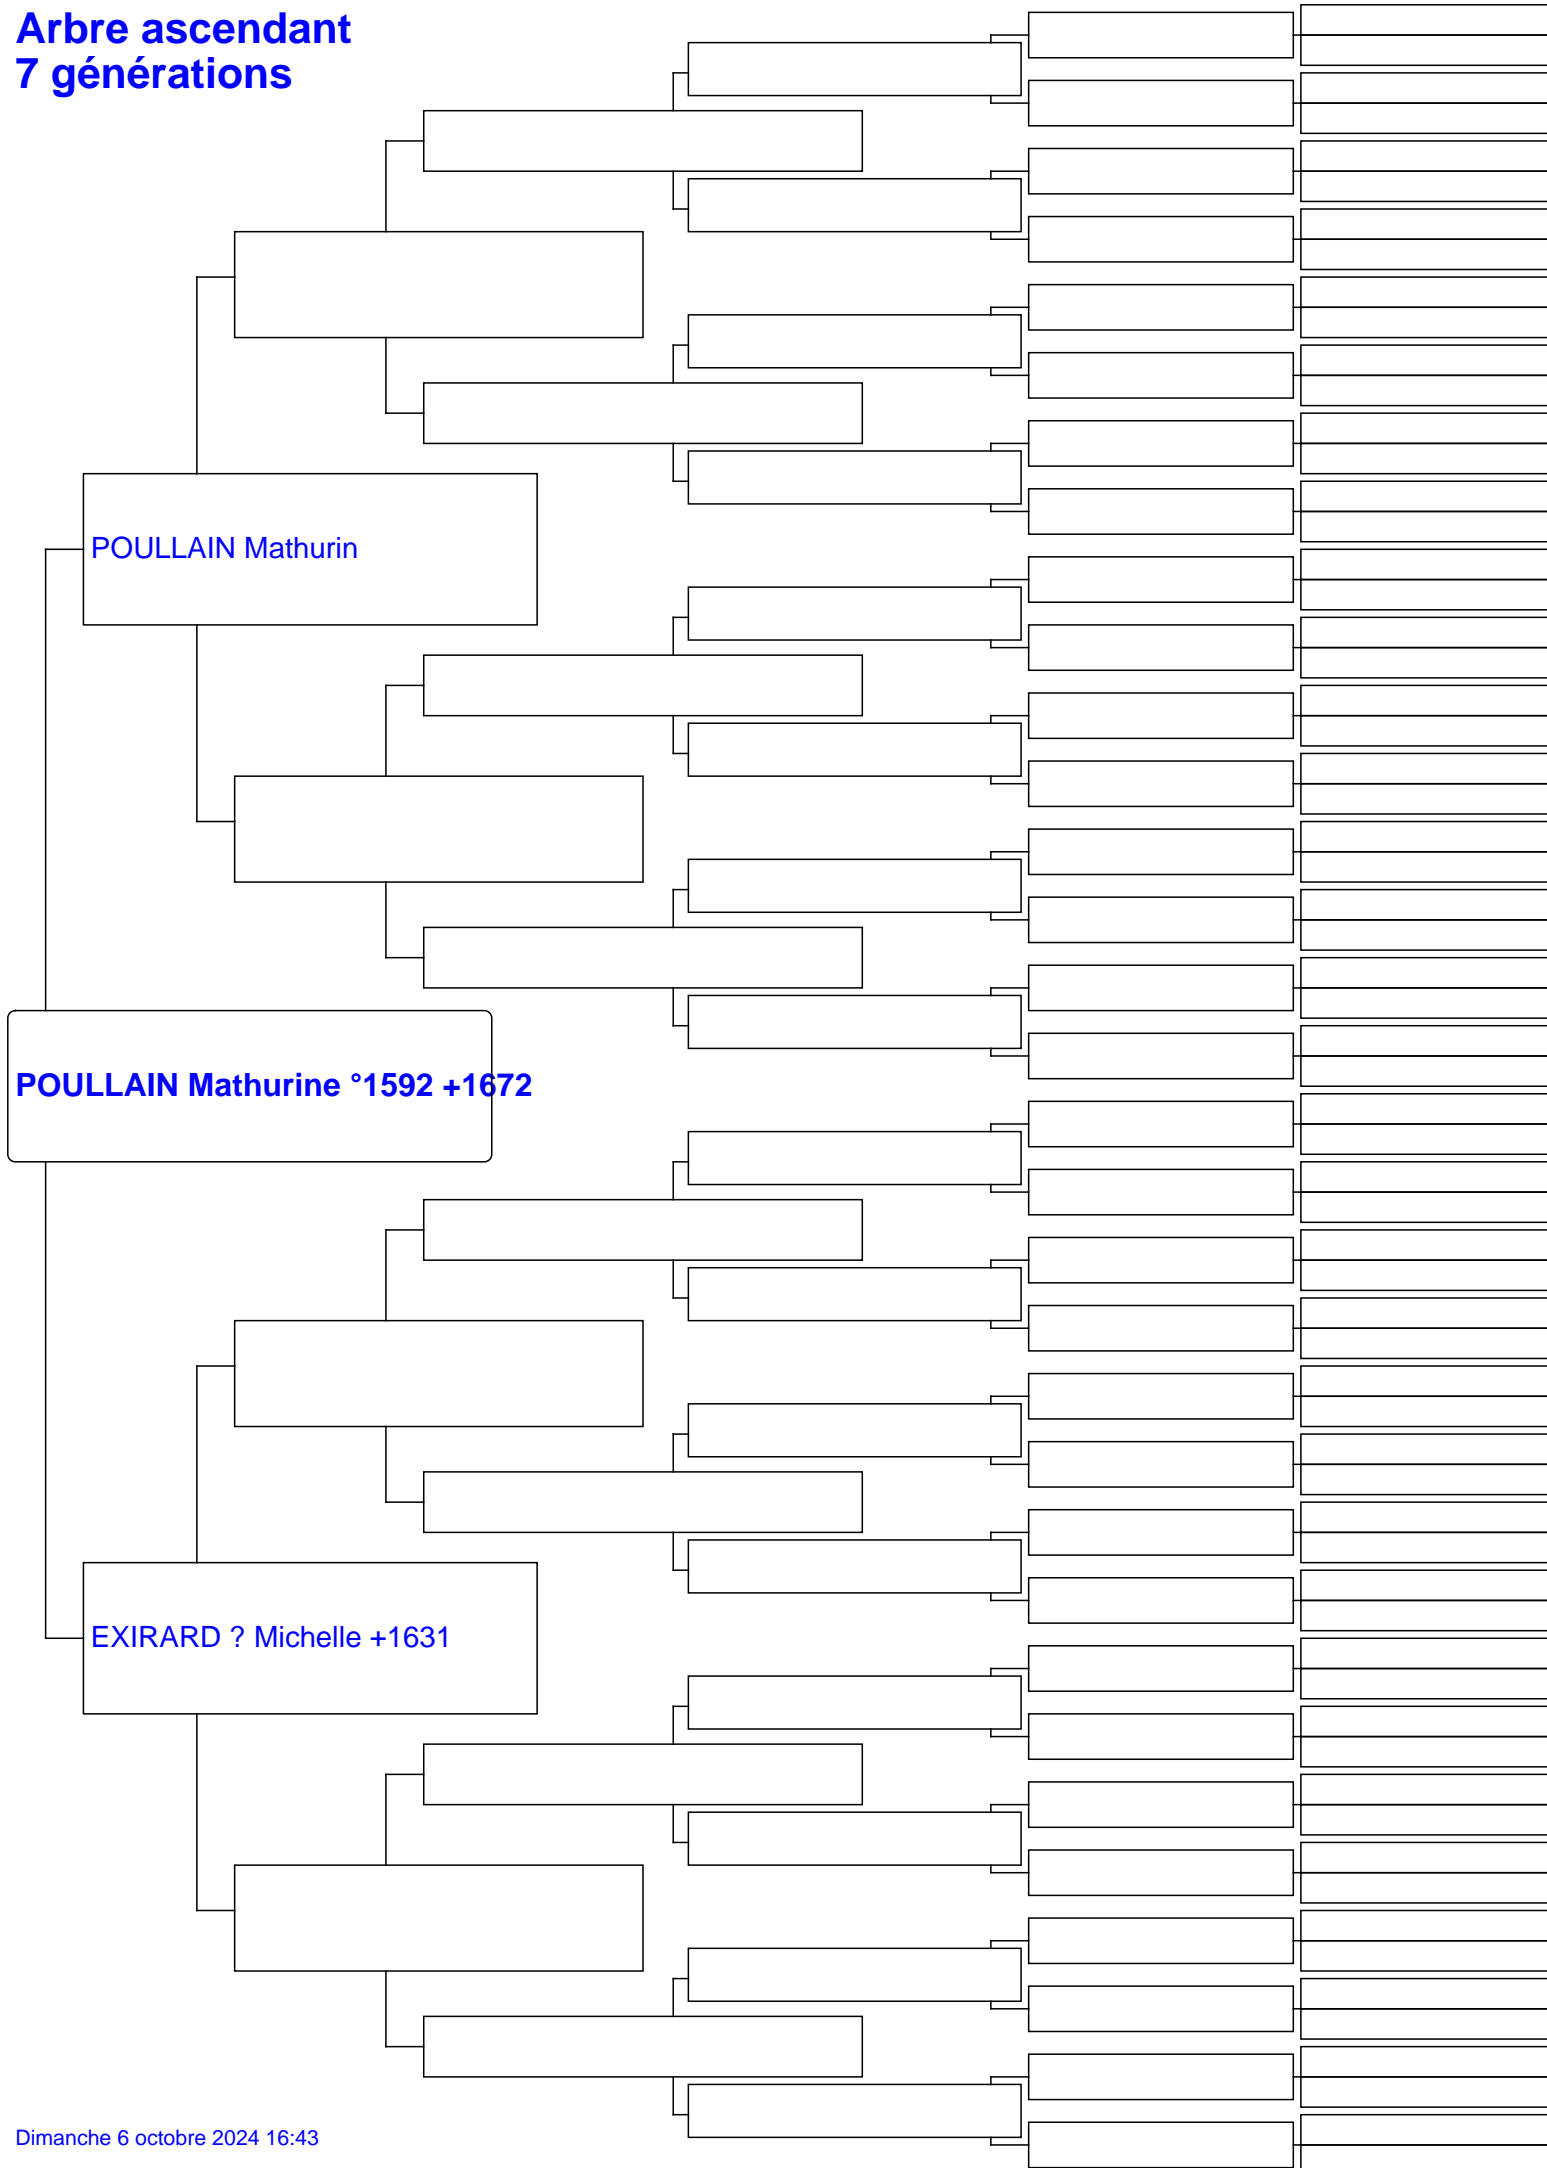 Arbre ascendant
7 générations
POULLAIN Mathurin
POULLAIN Mathurine °1592 +1672
EXIRARD ? Michelle +1631
Dimanche 6 octobre 2024 16:43